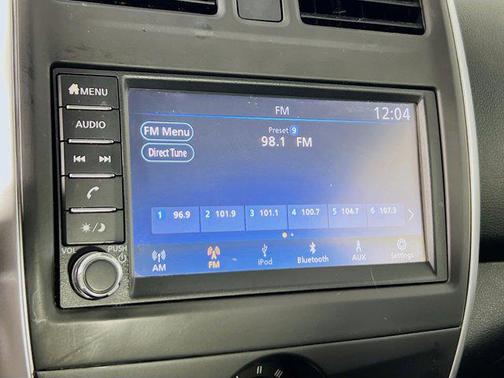 MENU
AUDIO
VOL PUSH
FM 12:04
FM Menu
Direct Tune
Preset 9
98.1 FM
1 96.9 2 101.9 3 101.1 4 100.7 5 104.7 6 107.3
AM FM iPod Bluetooth AUX Settings